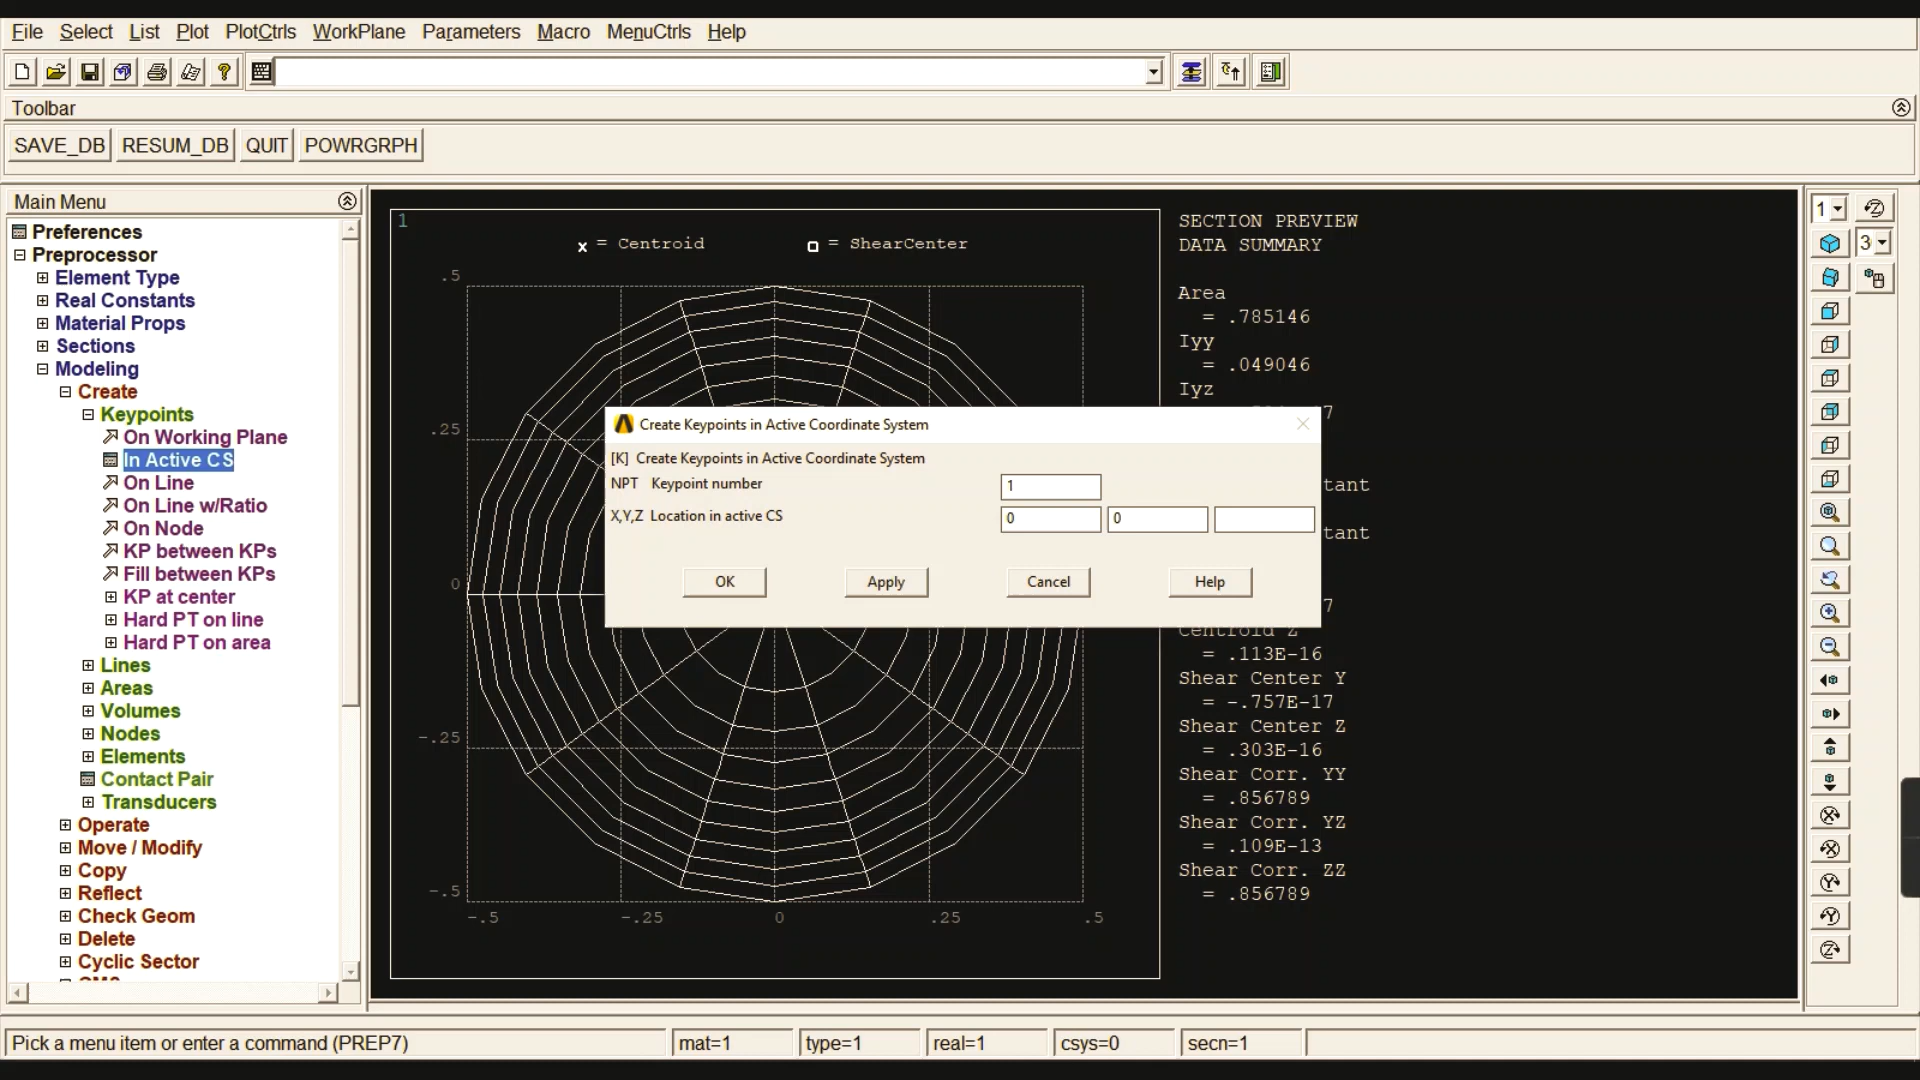 File Select List Plot PlotCtrls WorkPlane Parameters Macro MenuCtrls Help
Toolbar
SAVE_DB RESUM_DB QUIT POWRGRPH
Main Menu
Preferences
Preprocessor
Element Type
Real Constants
Material Props
Sections
Modeling
Create
Keypoints
On Working Plane
In Active CS
On Line
On Line w/Ratio
On Node
KP between KPs
Fill between KPs
KP at center
Hard PT on line
Hard PT on area
Lines
Areas
Volumes
Nodes
Elements
Contact Pair
Transducers
Operate
Move / Modify
Copy
Reflect
Check Geom
Delete
Cyclic Sector
1
x = Centroid
= ShearCenter
.5
.25
0
-.25
-.5
-.5 -.25 0 .25 .5
Create Keypoints in Active Coordinate System
[K] Create Keypoints in Active Coordinate System
NPT Keypoint number 1
X,Y,Z Location in active CS 0 0
OK Apply Cancel Help
SECTION PREVIEW
DATA SUMMARY
Area
= .785146
Iyy
= .049046
Iyz
7
tant
tant
7
Centroid Z
= .113E-16
Shear Center Y
= -.757E-17
Shear Center Z
= .303E-16
Shear Corr. YY
= .856789
Shear Corr. YZ
= .109E-13
Shear Corr. ZZ
= .856789
1
3
Pick a menu item or enter a command (PREP7) mat=1 type=1 real=1 csys=0 secn=1